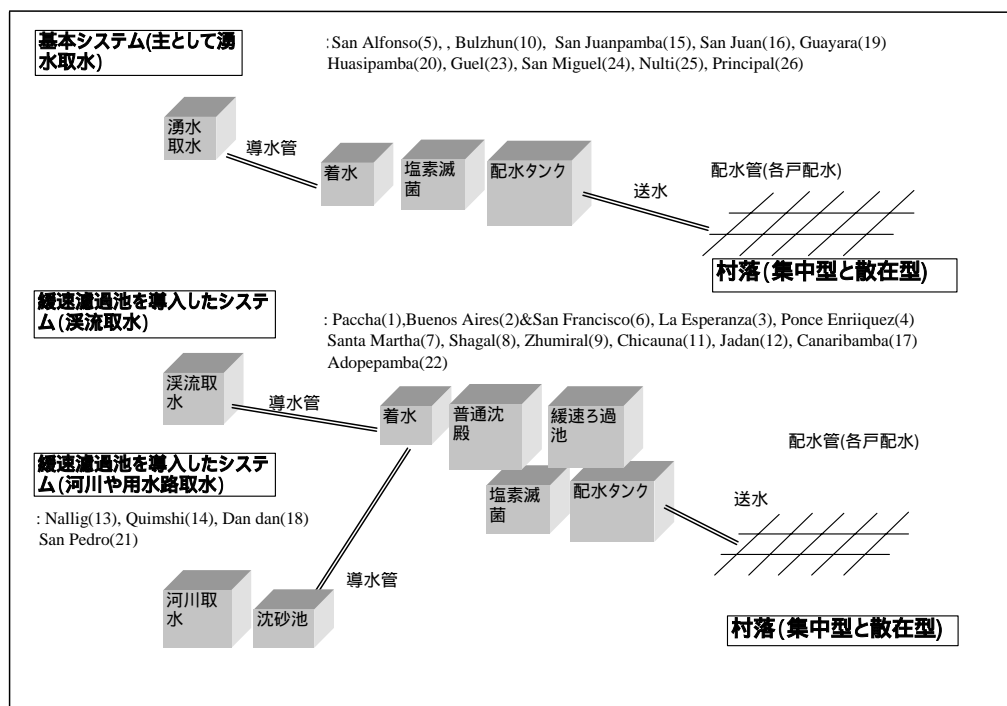 基本システム(主として湧
水取水)
: San Alfonso(5), , Bulzhun(10), San Juanpamba(15), San Juan(16), Guayara(19)
Huasipamba(20), Guel(23), San Miguel(24), Nulti(25), Principal(26)
湧水
取水
導水管
着水
塩素滅
菌
配水タンク
送水
配水管(各戸配水)
村落(集中型と散在型)
緩速濾過池を導入したシステ
ム(渓流取水)
: Paccha(1),Buenos Aires(2)&San Francisco(6), La Esperanza(3), Ponce Enriiquez(4)
Santa Martha(7), Shagal(8), Zhumiral(9), Chicauna(11), Jadan(12), Canaribamba(17)
Adopepamba(22)
渓流取
水
導水管
着水
普通沈
殿
緩速ろ過
池
塩素滅
菌
配水タンク
送水
配水管(各戸配水)
緩速濾過池を導入したシステ
ム(河川や用水路取水)
: Nallig(13), Quimshi(14), Dan dan(18)
San Pedro(21)
導水管
河川取
水
沈砂池
村落(集中型と散在型)